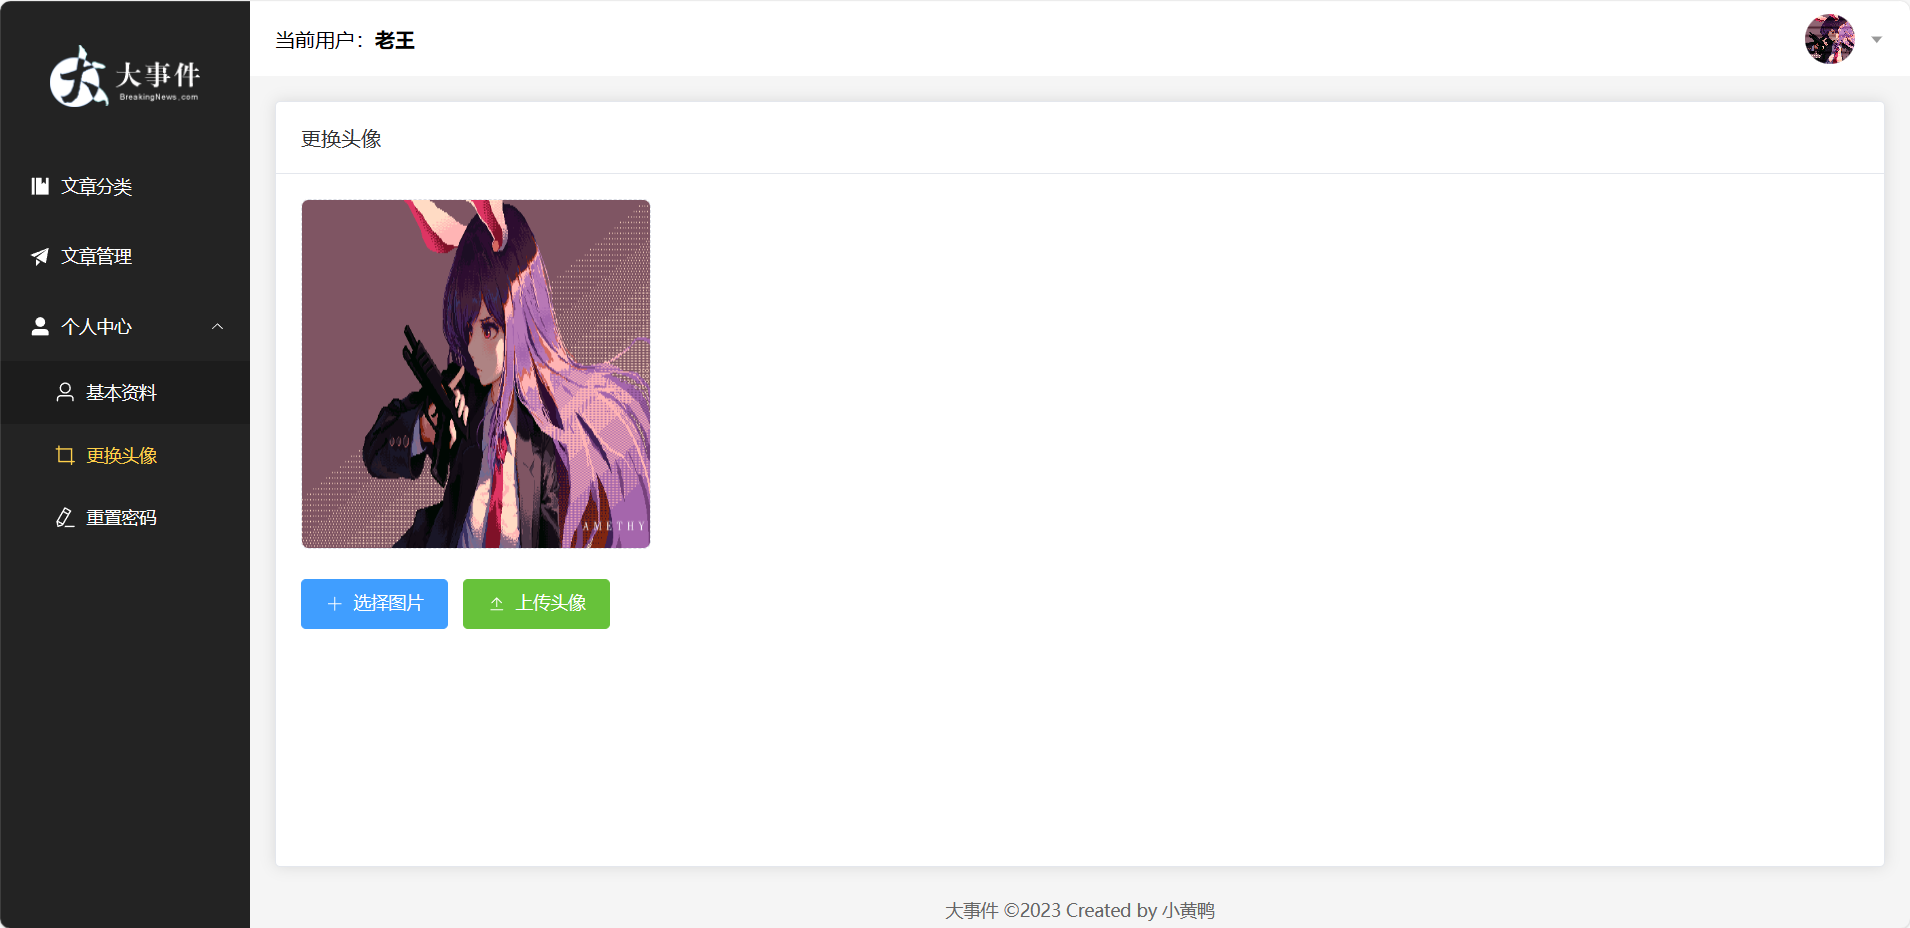 大事件
BreakingNews.com
文章分类
文章管理
个人中心
基本资料
更换头像
重置密码
当前用户：老王
更换头像
AMETHY
选择图片
上传头像
大事件 ©2023 Created by 小黄鸭